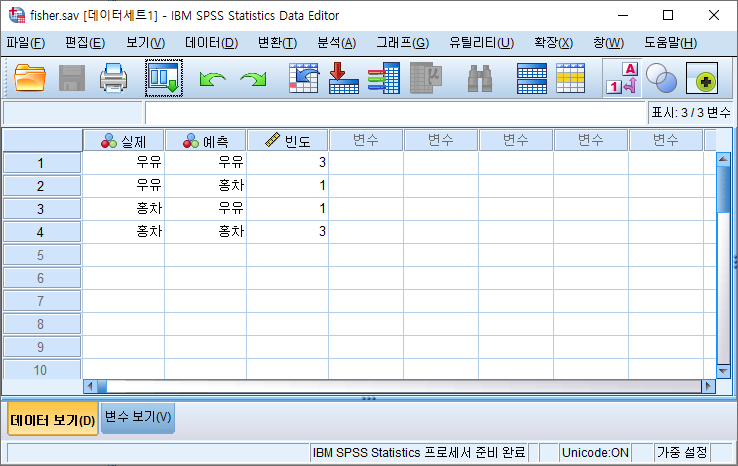 fisher.sav [데이터세트1] - IBM SPSS Statistics Data Editor
파일(F) 편집(E) 보기(V) 데이터(D) 변환(T) 분석(A) 그래프(G) 유틸리티(U) 확장(X) 창(W) 도움말(H)
1 A
표시: 3 / 3 변수
실제 예측 빈도 변수 변수 변수 변수 변수
1 우유 우유 3
2 우유 홍차 1
3 홍차 우유 1
4 홍차 홍차 3
5
6
7
8
9
10
데이터 보기(D) 변수 보기(V)
IBM SPSS Statistics 프로세서 준비 완료 Unicode:ON 가중 설정